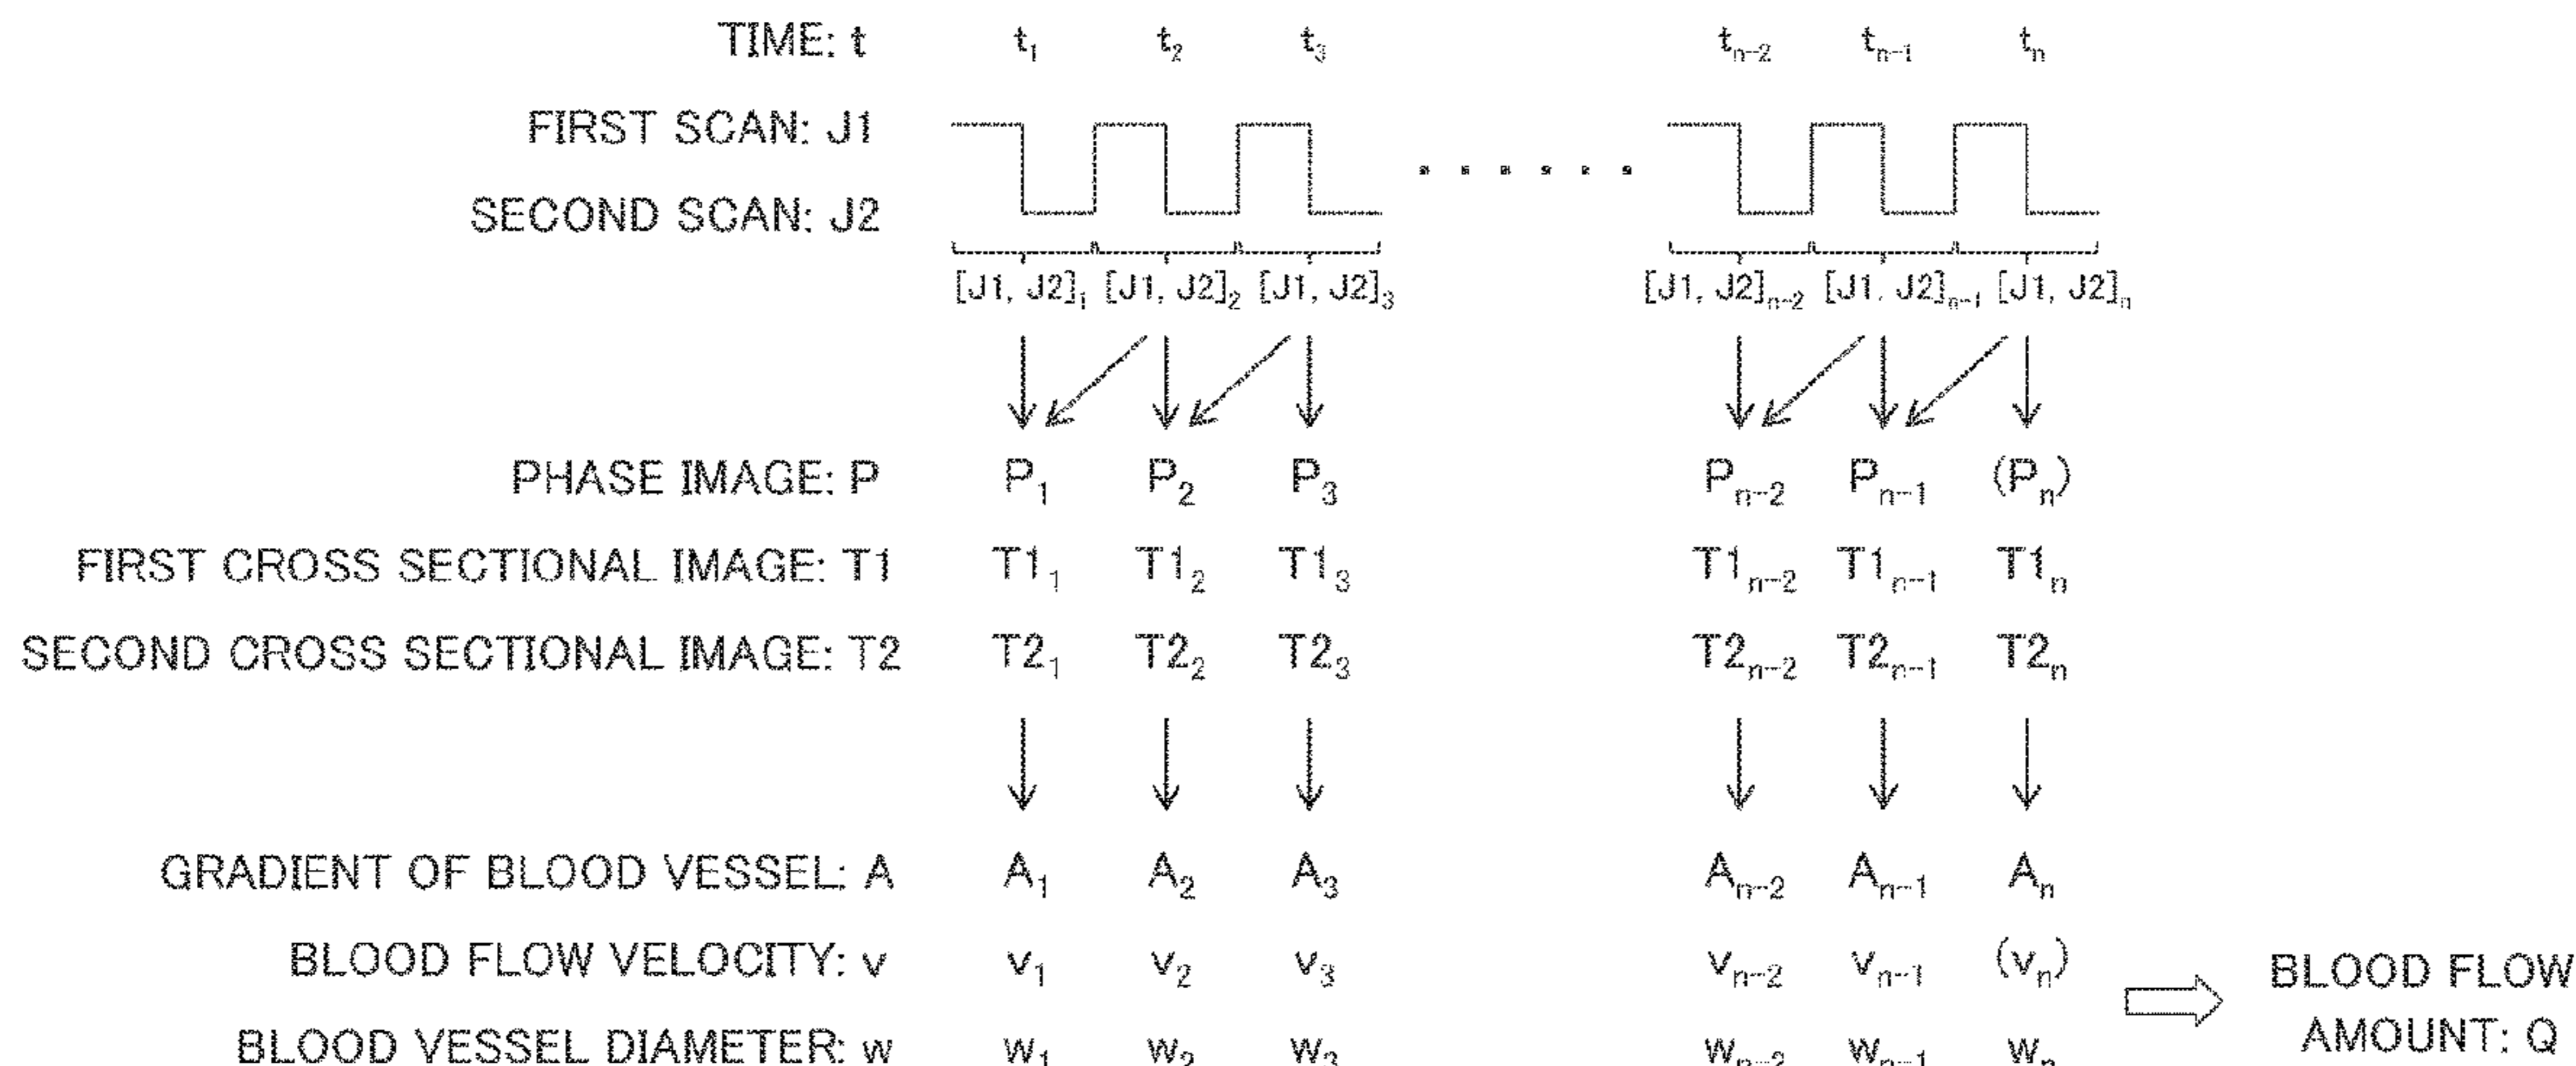 TIME: t t₁ t₂ t₃ tₙ₋₂ tₙ₋₁ tₙ
FIRST SCAN: J1
SECOND SCAN: J2
[J1, J2]₁ [J1, J2]₂ [J1, J2]₃ [J1, J2]ₙ₋₂ [J1, J2]ₙ₋₁ [J1, J2]ₙ
PHASE IMAGE: P P₁ P₂ P₃ Pₙ₋₂ Pₙ₋₁ (Pₙ)
FIRST CROSS SECTIONAL IMAGE: T1 T1₁ T1₂ T1₃ T1ₙ₋₂ T1ₙ₋₁ T1ₙ
SECOND CROSS SECTIONAL IMAGE: T2 T2₁ T2₂ T2₃ T2ₙ₋₂ T2ₙ₋₁ T2ₙ
GRADIENT OF BLOOD VESSEL: A A₁ A₂ A₃ Aₙ₋₂ Aₙ₋₁ Aₙ
BLOOD FLOW VELOCITY: v v₁ v₂ v₃ vₙ₋₂ vₙ₋₁ (vₙ)
BLOOD VESSEL DIAMETER: w w₁ w₂ w₃ wₙ₋₂ wₙ₋₁ wₙ
BLOOD FLOW
AMOUNT: Q